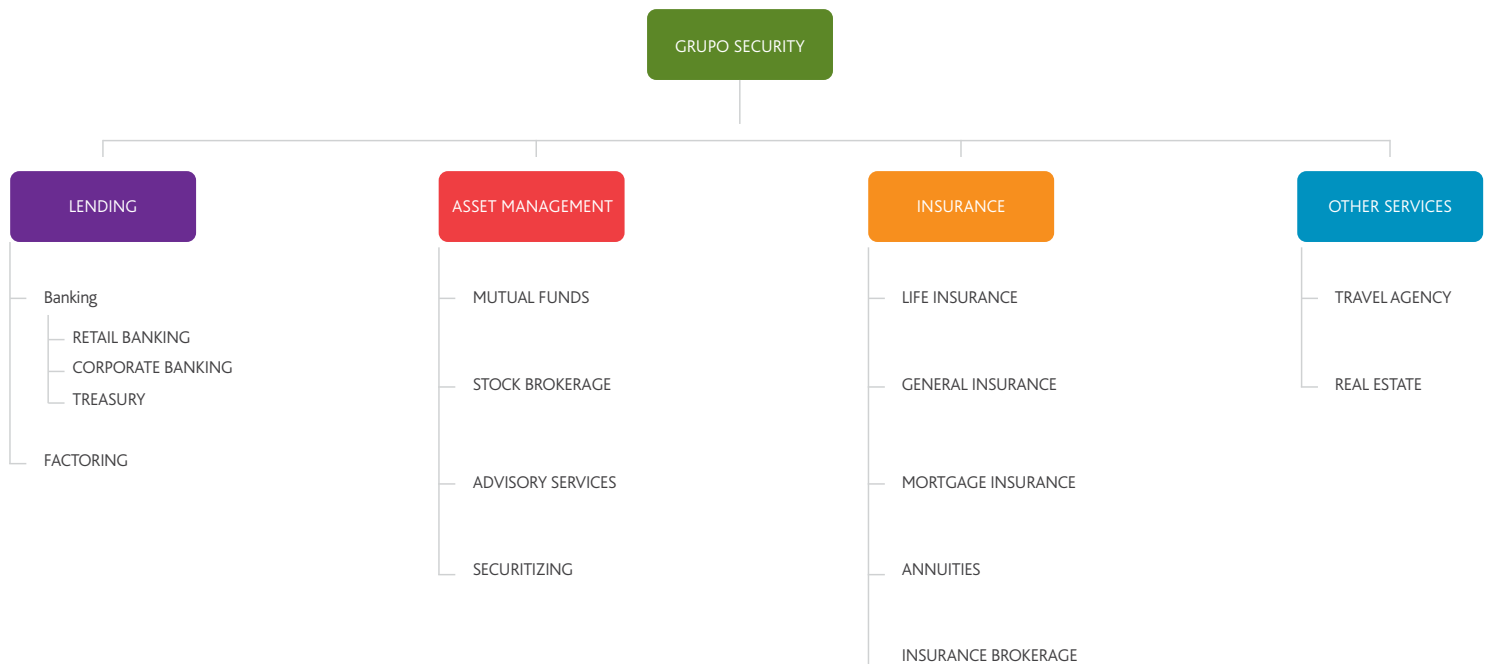 GRUPO SECURITY
LENDING
Banking
RETAIL BANKING
CORPORATE BANKING
TREASURY
FACTORING
ASSET MANAGEMENT
MUTUAL FUNDS
STOCK BROKERAGE
ADVISORY SERVICES
SECURITIZING
INSURANCE
LIFE INSURANCE
GENERAL INSURANCE
MORTGAGE INSURANCE
ANNUITIES
INSURANCE BROKERAGE
OTHER SERVICES
TRAVEL AGENCY
REAL ESTATE